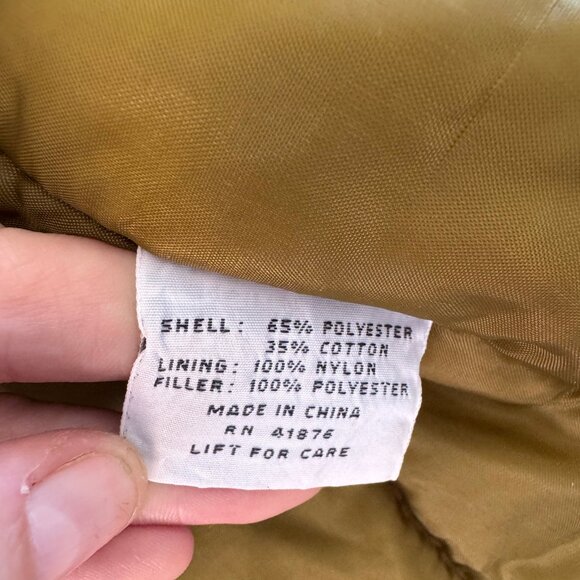 SHELL: 65% POLYESTER
35% COTTON
LINING: 100% NYLON
FILLER: 100% POLYESTER
MADE IN CHINA
RN 41876
LIFT FOR CARE